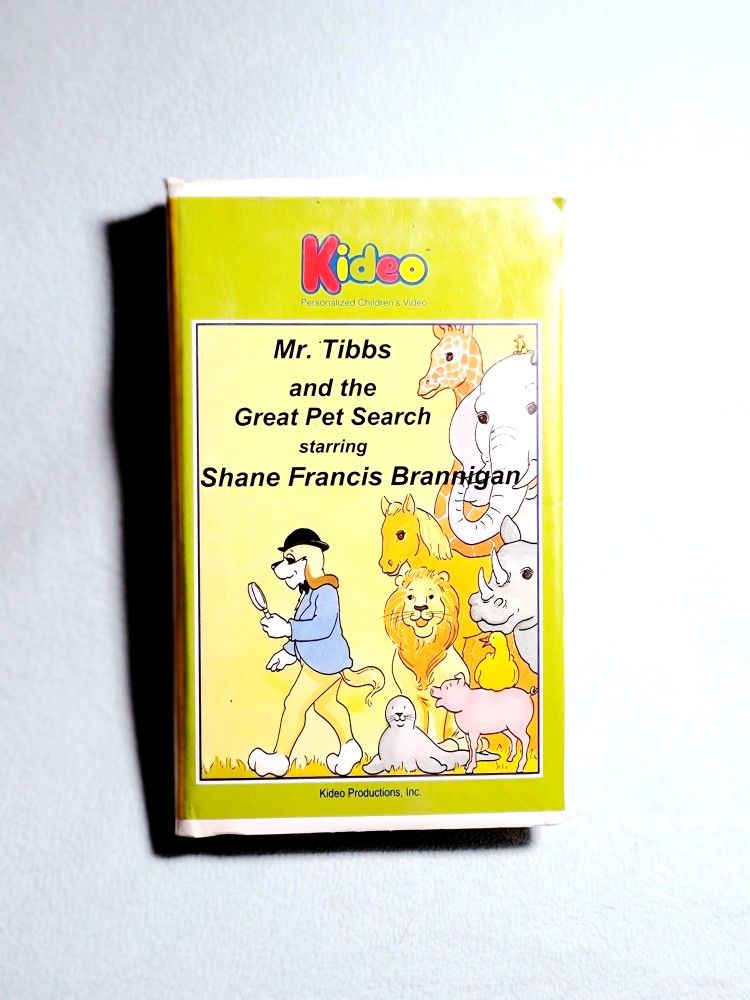 Kideo
Personalized Children's Video
Mr. Tibbs
and the
Great Pet Search
starring
Shane Francis Brannigan
Kideo Productions, Inc.